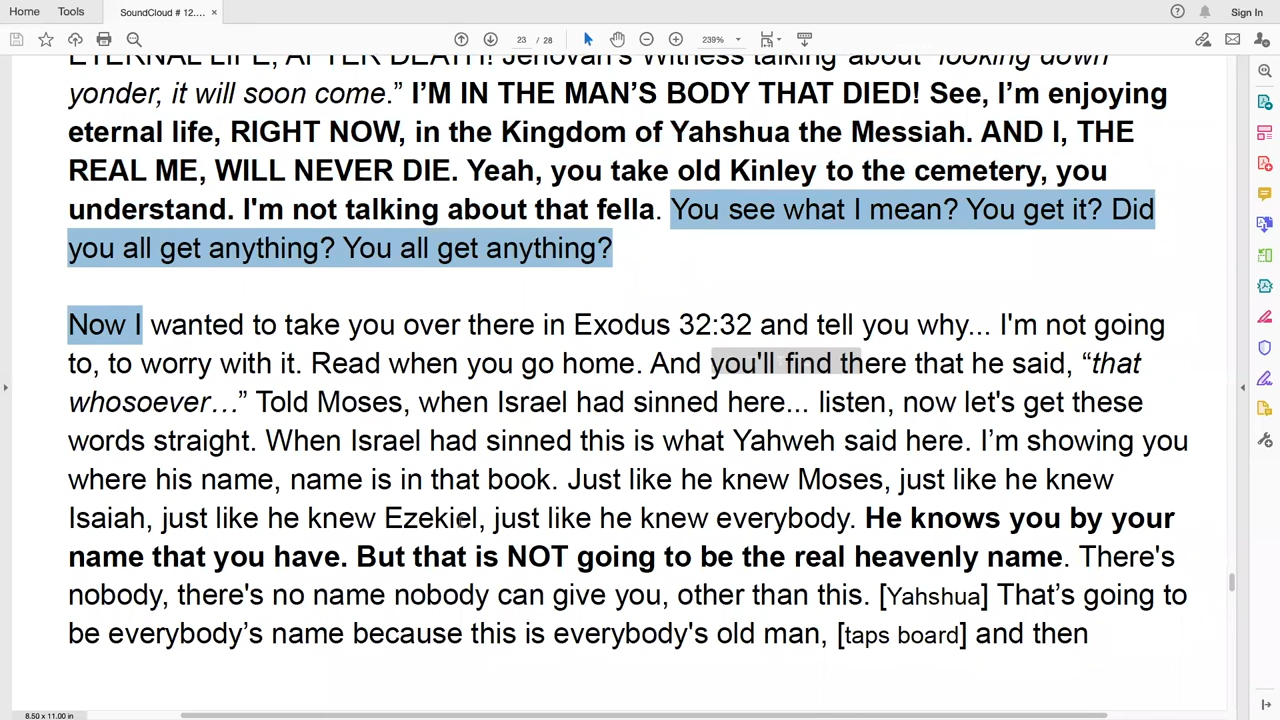 Home Tools SoundCloud # 12.... × Sign In
23 / 28 239%
ETERNAL LIFE, AFTER DEATH! Jehovah's Witness talking about “looking down
yonder, it will soon come.” I’M IN THE MAN’S BODY THAT DIED! See, I’m enjoying
eternal life, RIGHT NOW, in the Kingdom of Yahshua the Messiah. AND I, THE
REAL ME, WILL NEVER DIE. Yeah, you take old Kinley to the cemetery, you
understand. I'm not talking about that fella. You see what I mean? You get it? Did
you all get anything? You all get anything?
Now I wanted to take you over there in Exodus 32:32 and tell you why... I'm not going
to, to worry with it. Read when you go home. And you'll find there that he said, “that
whosoever…” Told Moses, when Israel had sinned here... listen, now let's get these
words straight. When Israel had sinned this is what Yahweh said here. I’m showing you
where his name, name is in that book. Just like he knew Moses, just like he knew
Isaiah, just like he knew Ezekiel, just like he knew everybody. He knows you by your
name that you have. But that is NOT going to be the real heavenly name. There's
nobody, there's no name nobody can give you, other than this. [Yahshua] That’s going to
be everybody’s name because this is everybody's old man, [taps board] and then
8.50 x 11.00 in